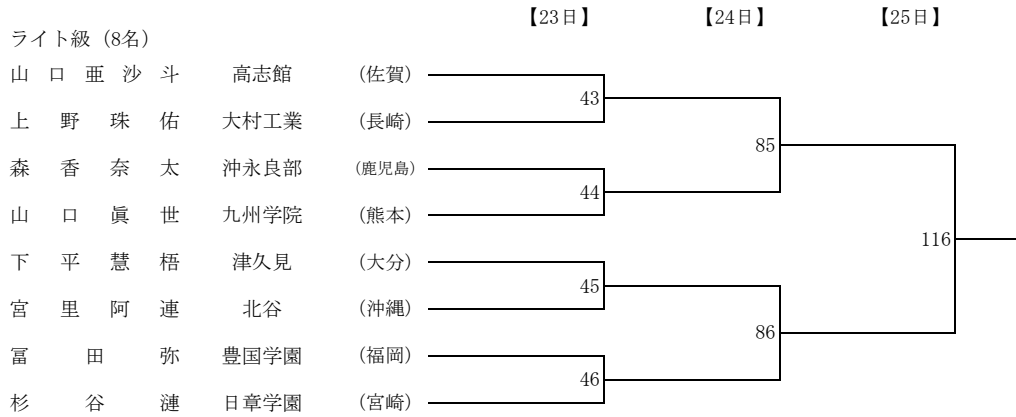 【23日】 【24日】 【25日】
ライト級（8名）
山口亜沙斗 高志館 (佐賀)
43
上野珠佑 大村工業 (長崎)
85
森香奈太 沖永良部 (鹿児島)
44
山口眞世 九州学院 (熊本)
116
下平慧梧 津久見 (大分)
45
宮里阿連 北谷 (沖縄)
86
冨田弥 豊国学園 (福岡)
46
杉谷漣 日章学園 (宮崎)